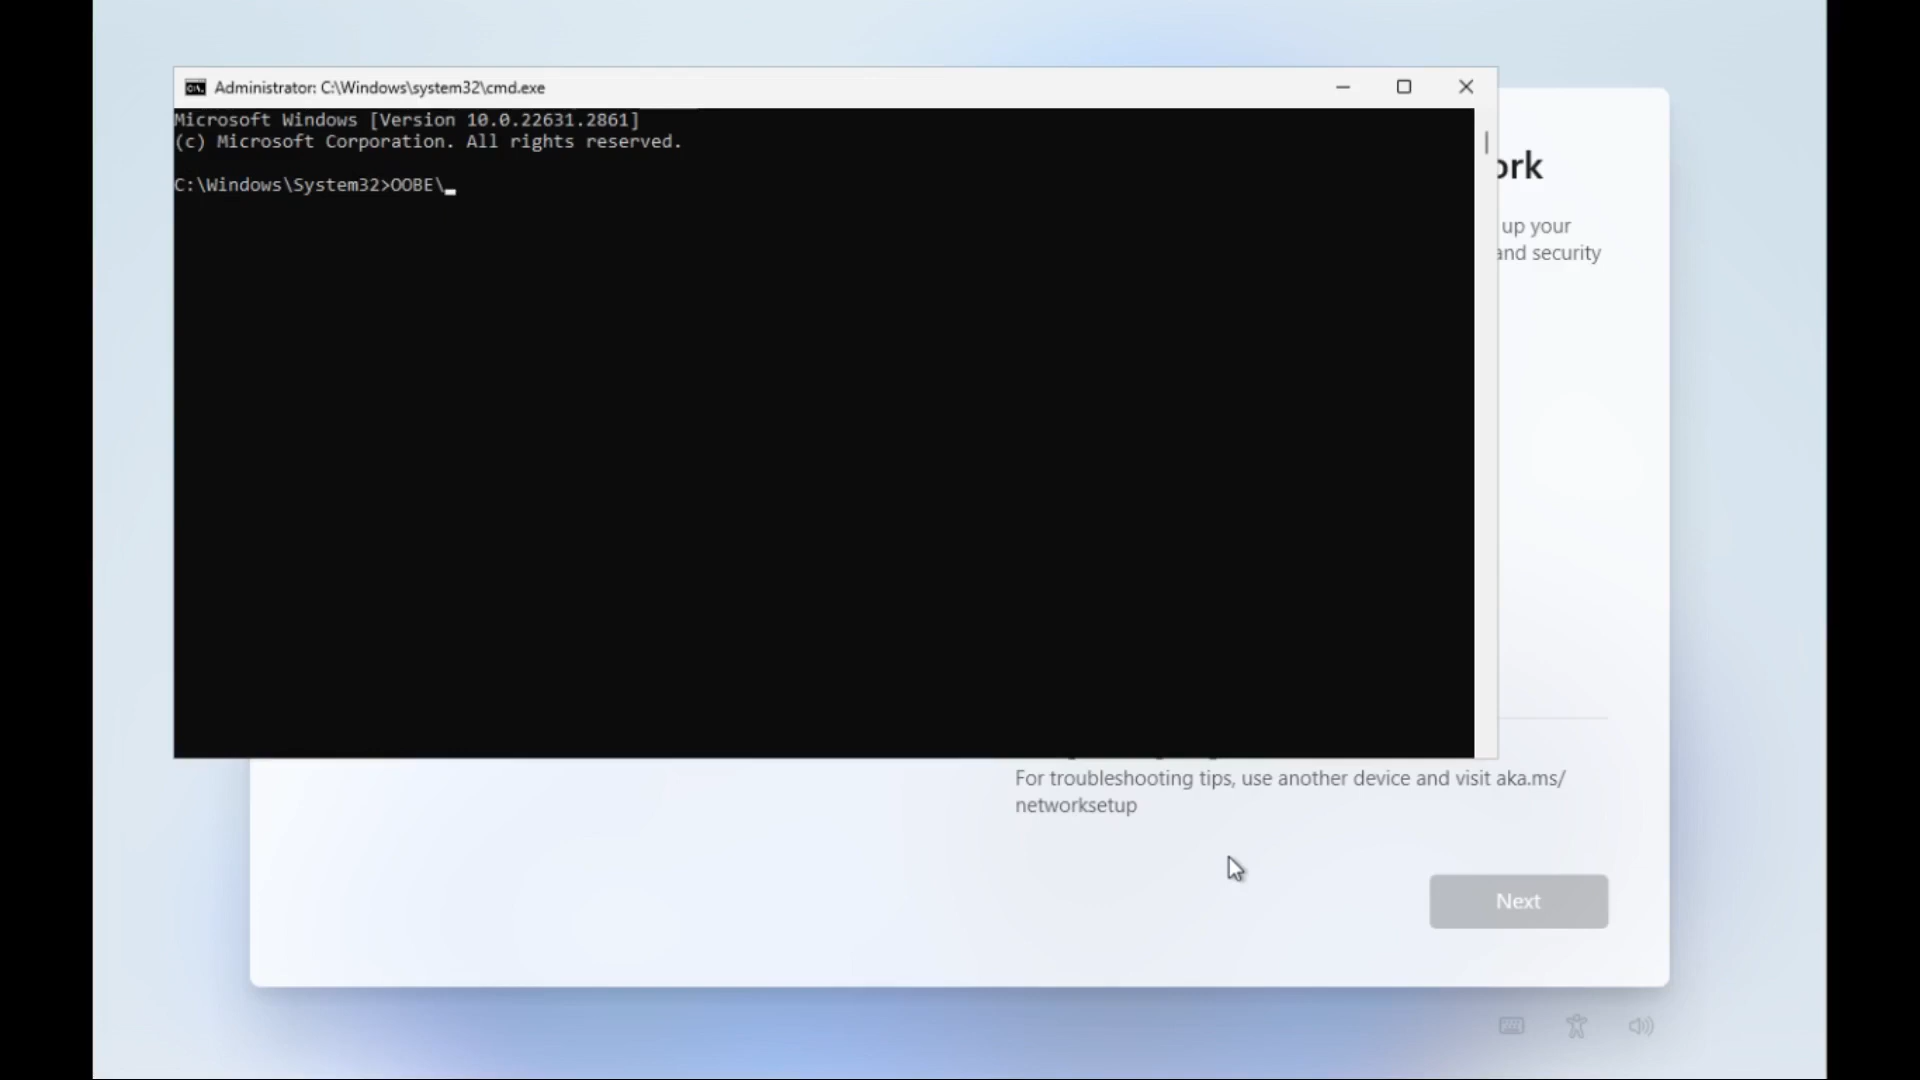 Administrator: C:\Windows\system32\cmd.exe
Microsoft Windows [Version 10.0.22631.2861]
(c) Microsoft Corporation. All rights reserved.
C:\Windows\System32>OOBE\_
ork
up your
and security
For troubleshooting tips, use another device and visit aka.ms/
networksetup
Next